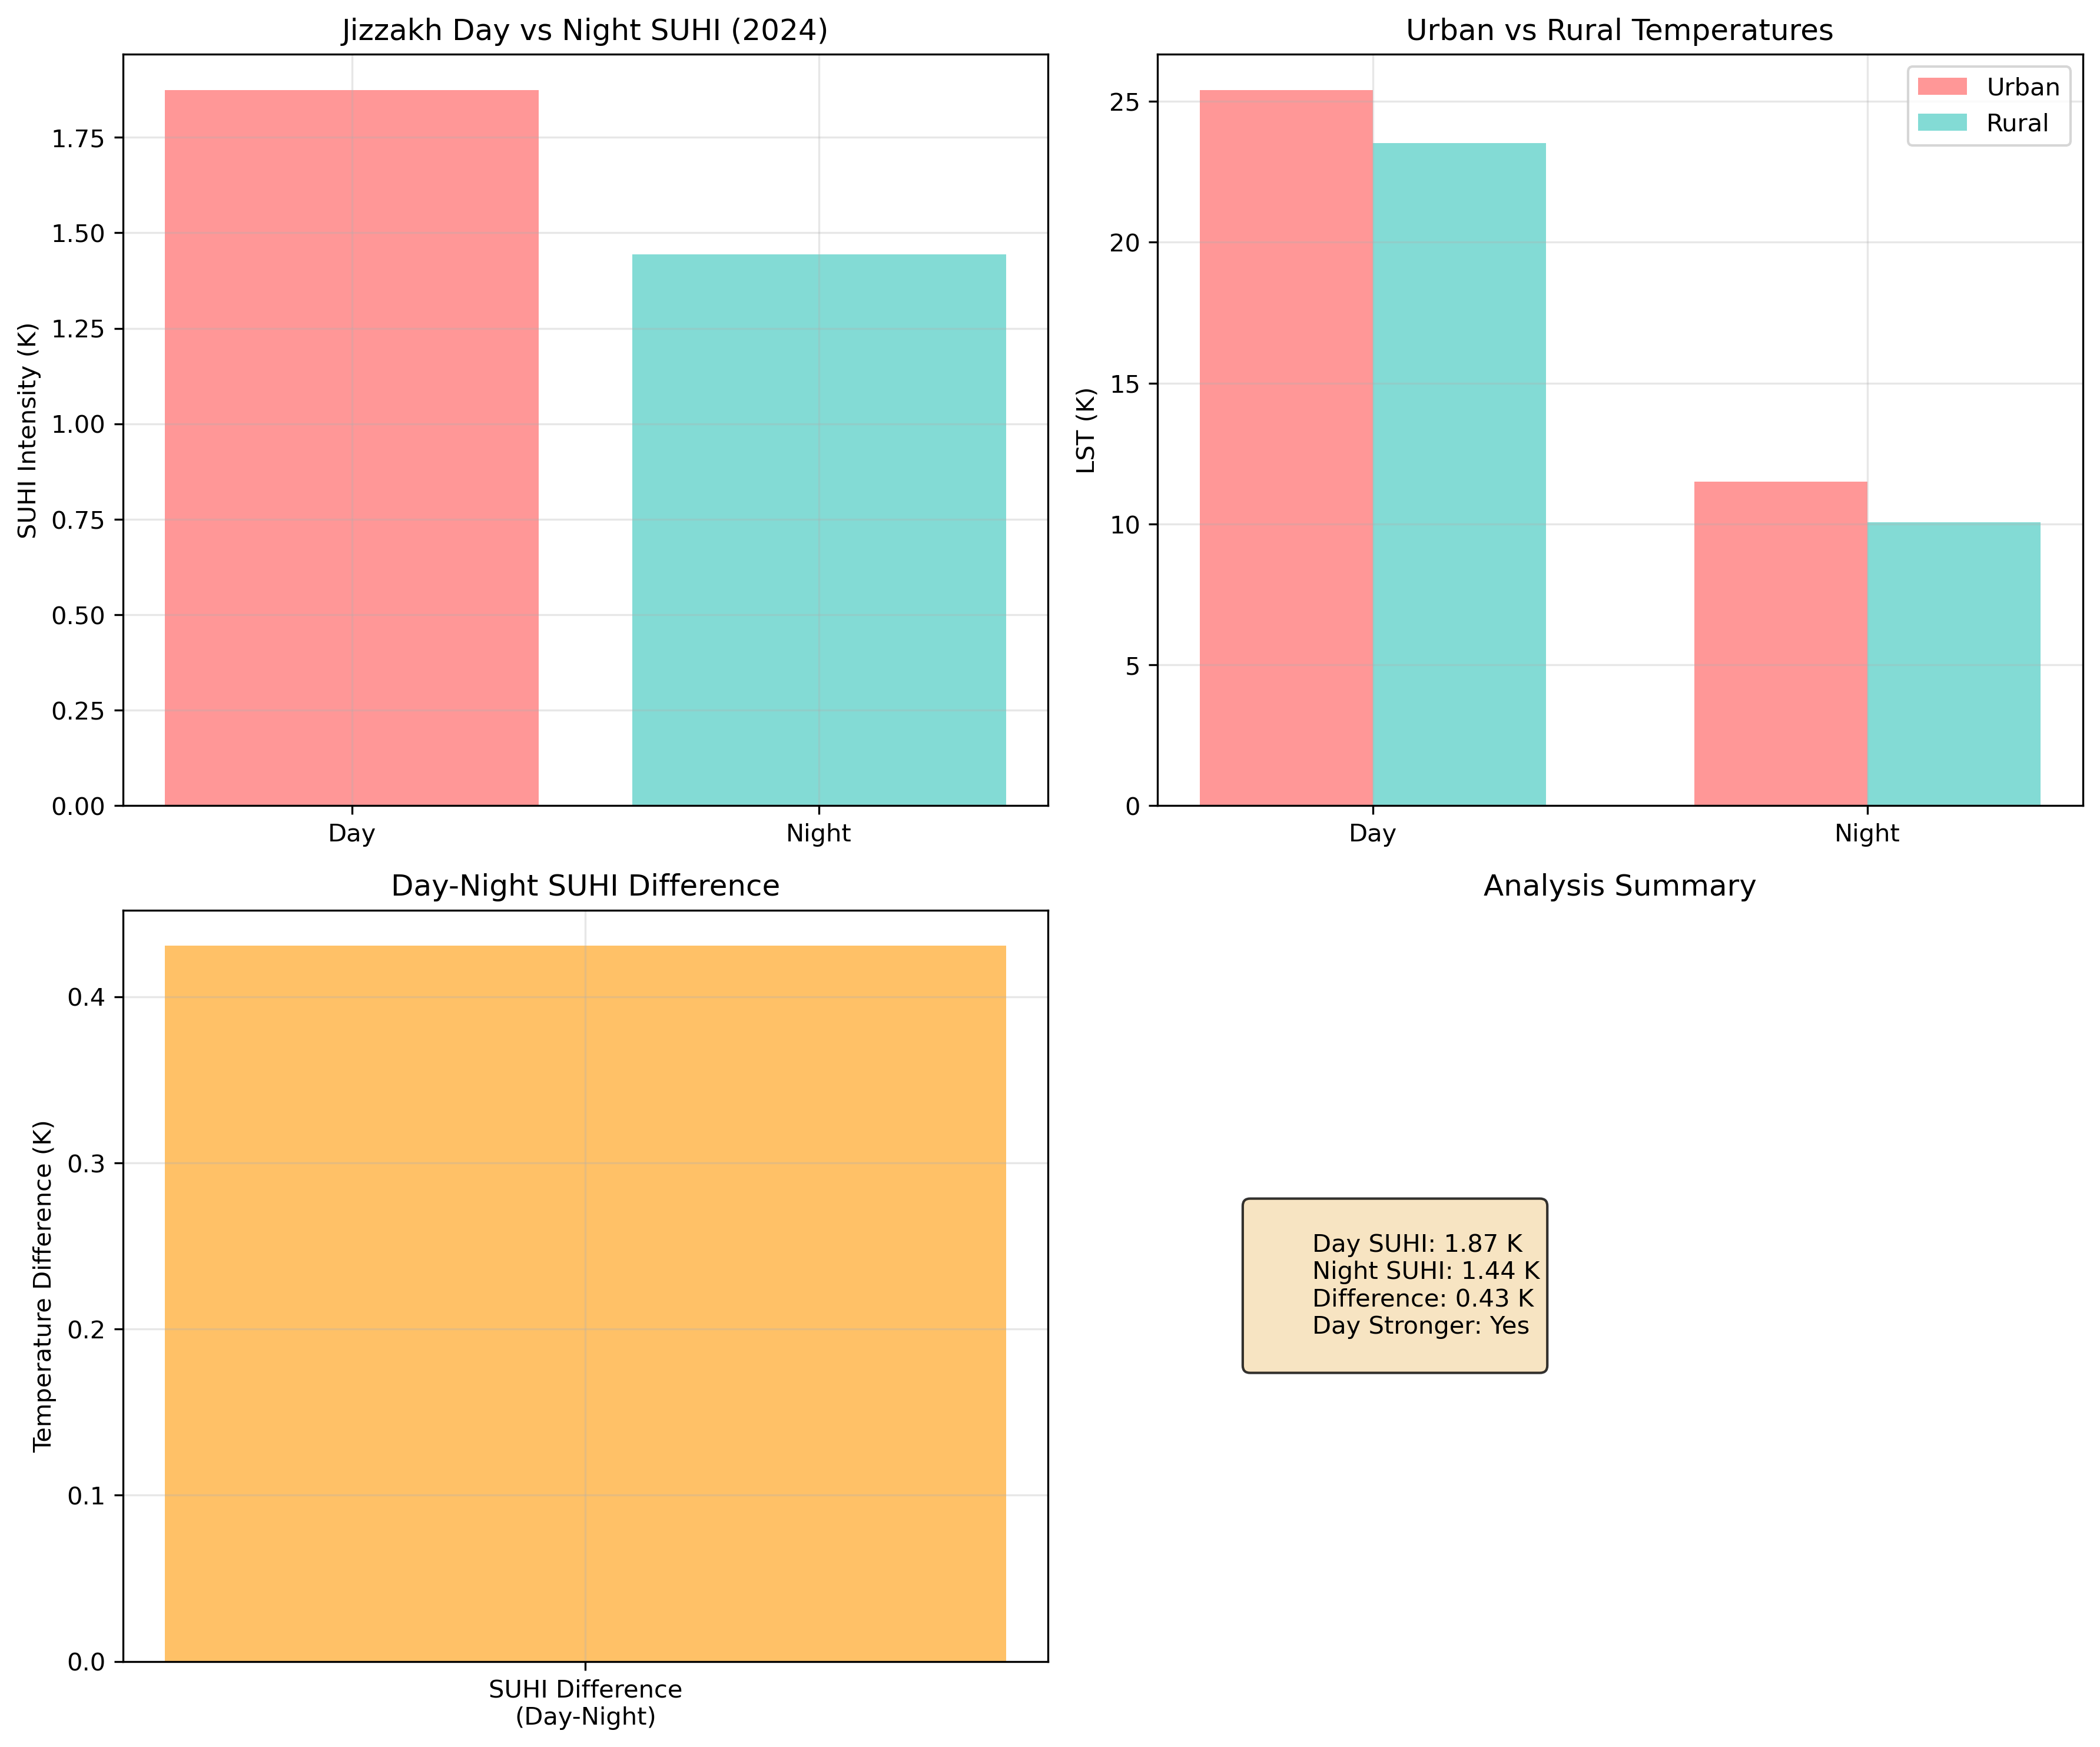 Jizzakh Day vs Night SUHI (2024)
SUHI Intensity (K)
1.75
1.50
1.25
1.00
0.75
0.50
0.25
0.00
Day
Night
Urban vs Rural Temperatures
LST (K)
25
20
15
10
5
0
Day
Night
Urban
Rural
Day-Night SUHI Difference
Temperature Difference (K)
0.4
0.3
0.2
0.1
0.0
SUHI Difference
(Day-Night)
Analysis Summary
Day SUHI: 1.87 K
Night SUHI: 1.44 K
Difference: 0.43 K
Day Stronger: Yes